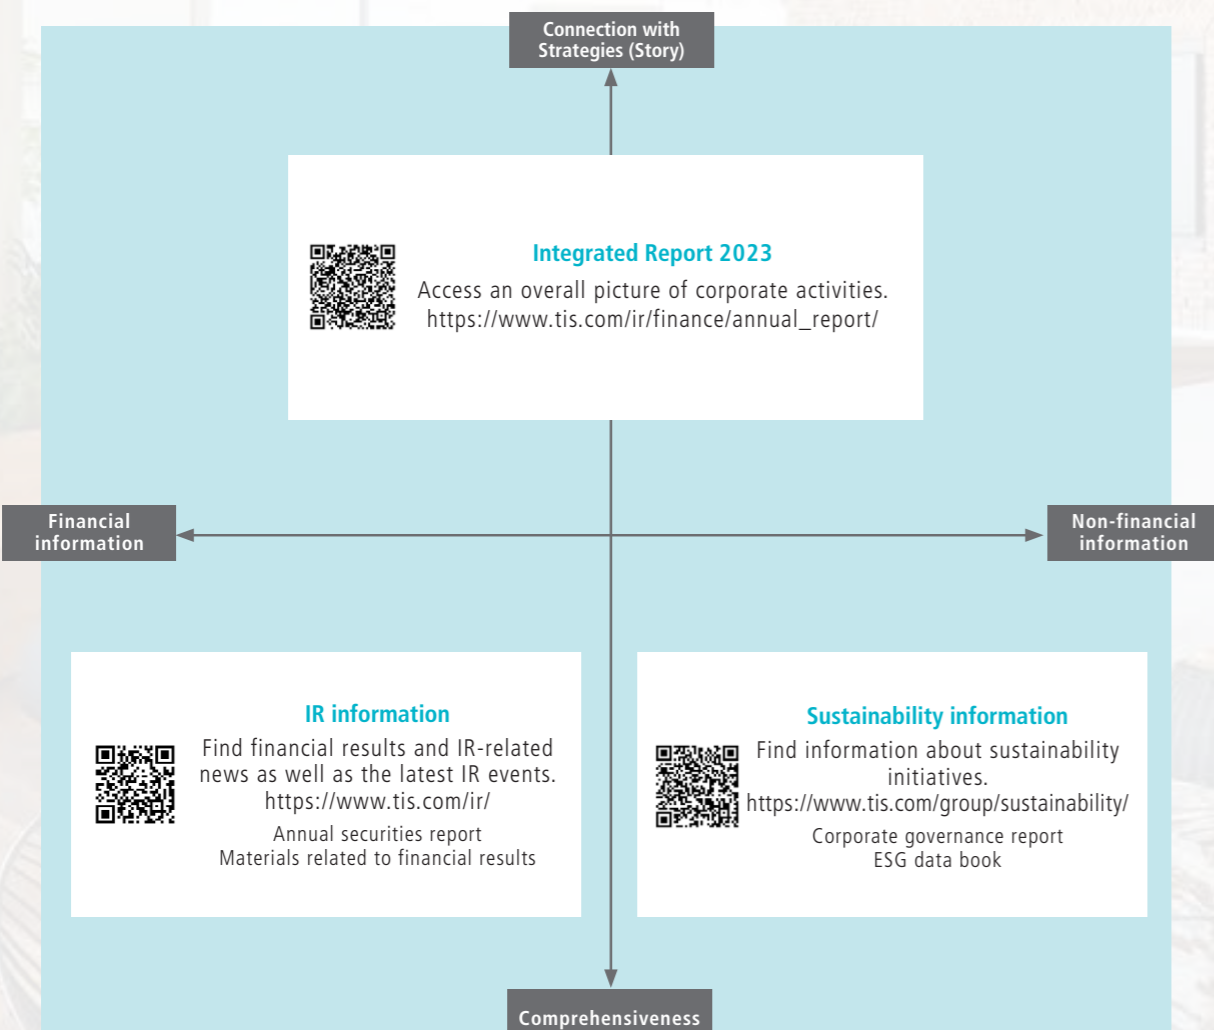 Connection with
Strategies (Story)
Integrated Report 2023
Access an overall picture of corporate activities.
https://www.tis.com/ir/finance/annual_report/
Financial
information
Non-financial
information
IR information
Find financial results and IR-related
news as well as the latest IR events.
https://www.tis.com/ir/
Annual securities report
Materials related to financial results
Sustainability information
Find information about sustainability
initiatives.
https://www.tis.com/group/sustainability/
Corporate governance report
ESG data book
Comprehensiveness